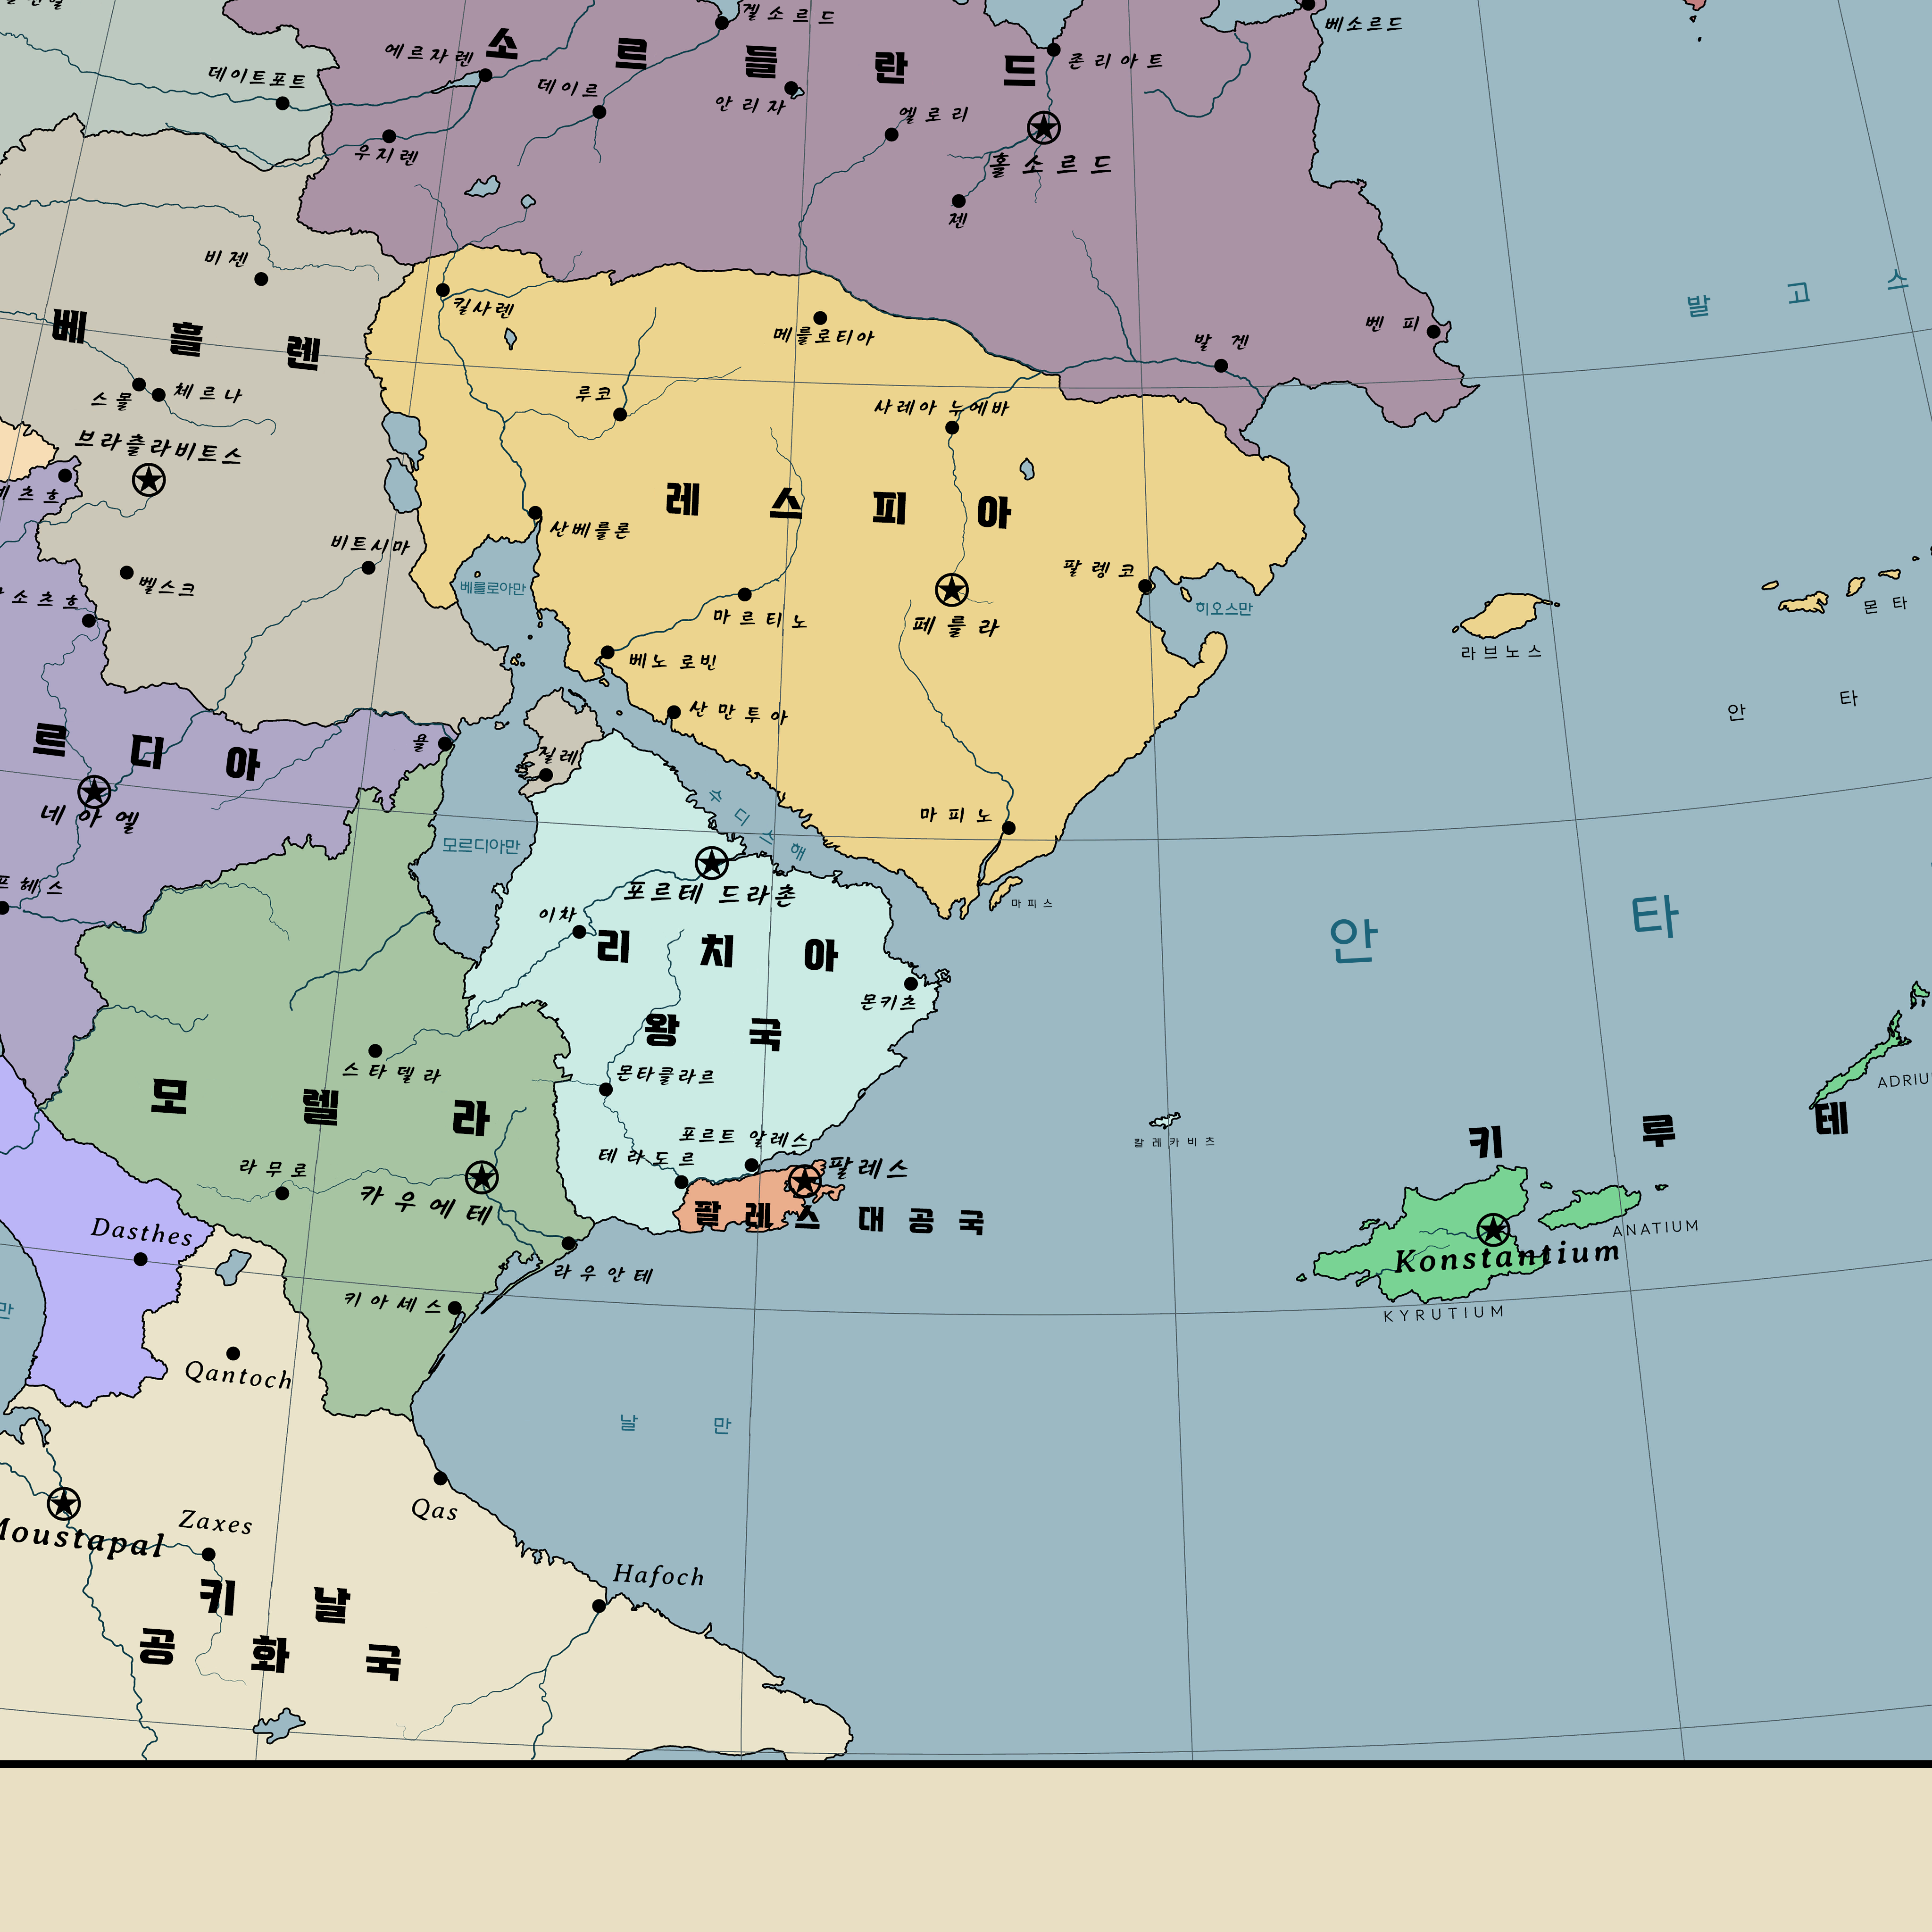 겔소르드
베소르드
소르들란드
에르자렌
존리아트
데이트포트
데이르
안리자
엘로리
우지렌
홀소르드
젠
비젠
발고스
킬사렌
베흘렌
메를로티아
벤피
발겐
스몰
체르나
루코
사레아 누에바
브라츨라비트스
레스피아
산베를론
비트시마
벨스크
베를로아만
팔렝코
히오스만
몬타
마르티노
페를라
라브노스
베노 로빈
산만투아
안타
르디아
욜
질레
네아엘
마피노
슈디스해
모르디아만
포르테 드라촌
마피스
이차
안타
리치아
몬키츠
왕국
스타델라
몬타클라르
모렐라
칼레카비츠
키루테
포르트 알레스
테라도르
라무로
팔레스
카우에테
팔레스 대공국
ANATIUM
Dasthes
Konstantium
라우안테
키아세스
KYRUTIUM
만
Qantoch
날만
Qas
Zaxes
Hafoch
키날
공화국